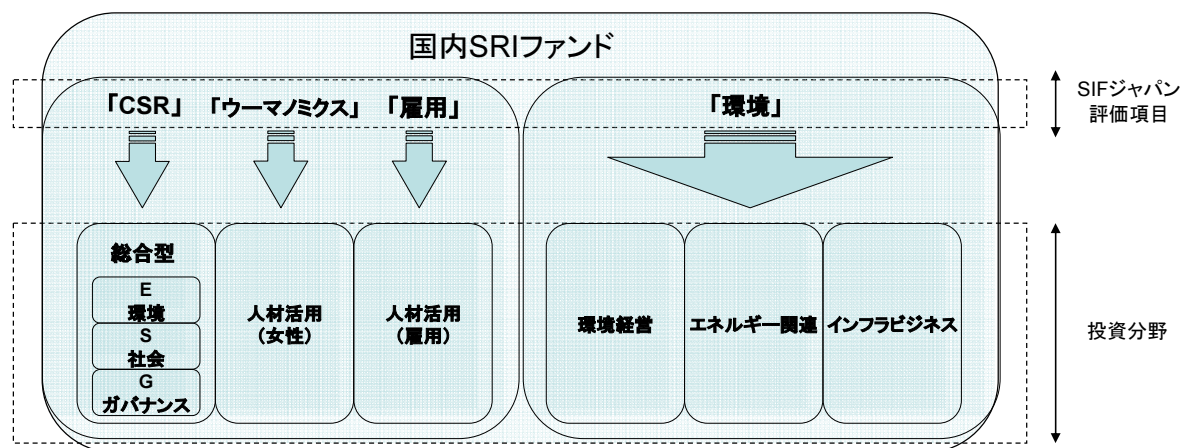 国内SRIファンド
「CSR」
「ウーマノミクス」
「雇用」
「環境」
SIFジャパン
評価項目
総合型
E
環境
S
社会
G
ガバナンス
人材活用
(女性)
人材活用
(雇用)
環境経営
エネルギー関連
インフラビジネス
投資分野